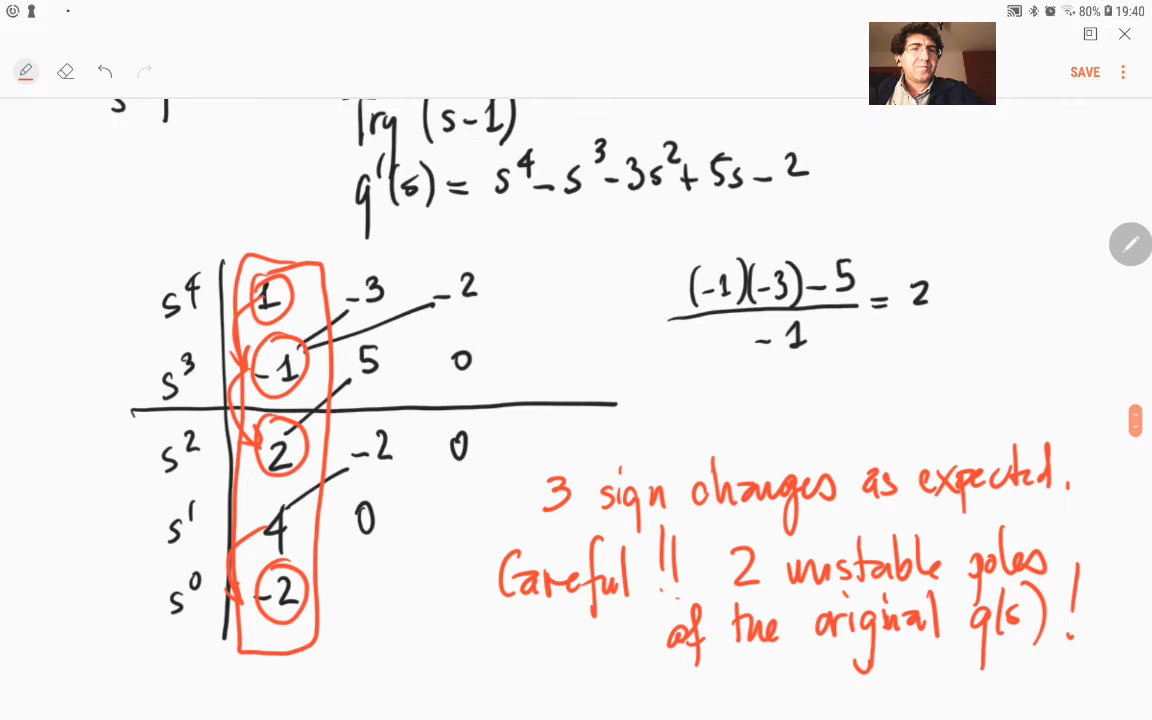 80% 19:40
SAVE
Try (s-1)
q'(s) = s⁴ - s³ - 3s² + 5s - 2
s⁴ 1 -3 -2
s³ -1 5 0
s² 2 -2 0
s¹ 4 0
s⁰ -2
(-1)(-3) - 5
- 1
= 2
3 sign changes as expected.
Careful !! 2 unstable poles
of the original q(s) !